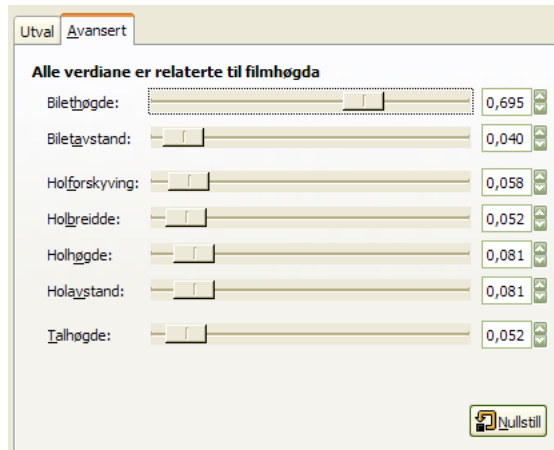 Utval Avansert
Alle verdiane er relaterte til filmhøgda
Bilethøgde: 0,695
Biletavstand: 0,040
Holforskyving: 0,058
Holbreidde: 0,052
Holhøgde: 0,081
Holavstand: 0,081
Talhøgde: 0,052
Nullstill